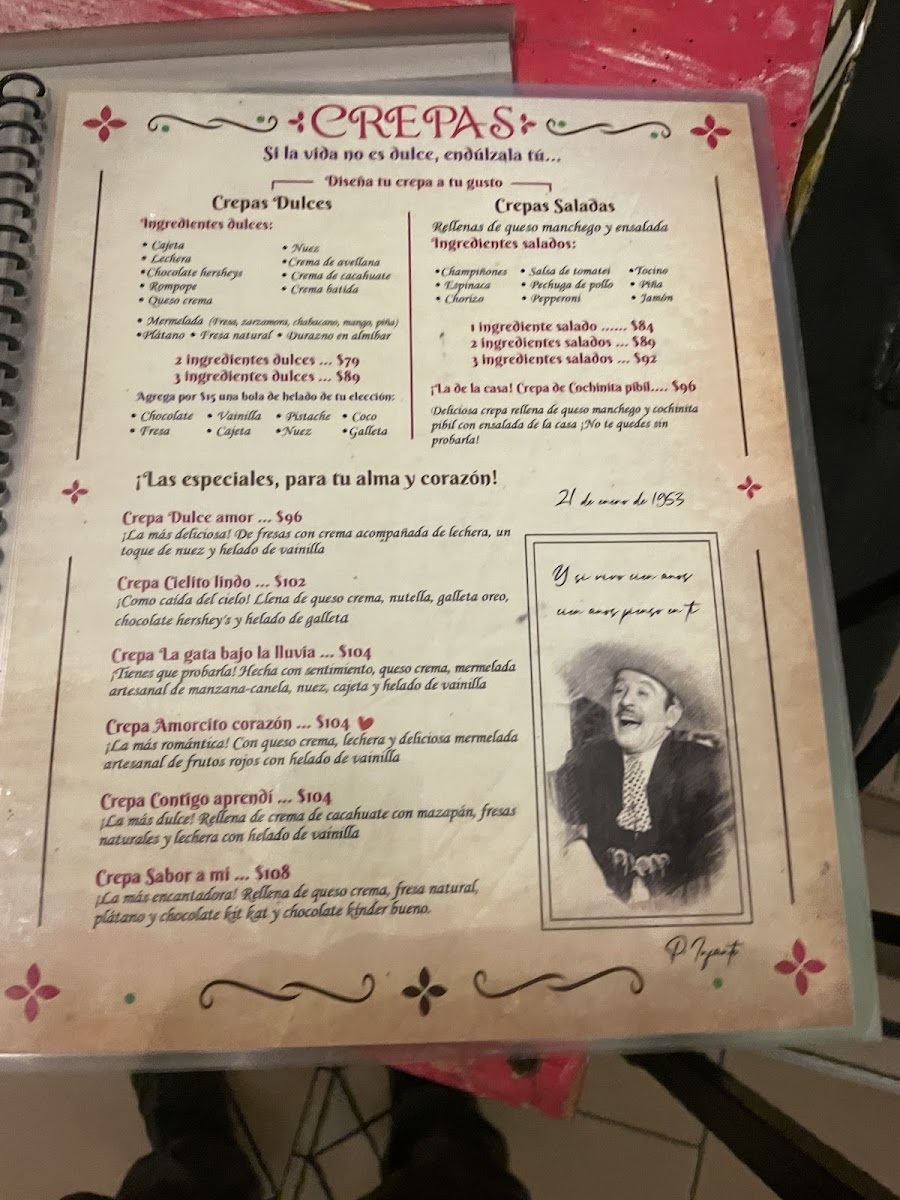 CREPAS
Si la vida no es dulce, endúlzala tú...
Diseña tu crepa a tu gusto
Crepas Dulces
Ingredientes dulces:
• Cajeta
• Lechera
• Chocolate hersheys
• Rompope
• Queso crema
• Nuez
• Crema de avellana
• Crema de cacahuate
• Crema batida
• Mermelada (Fresa, zarzamora, chabacano, mango, piña)
• Plátano • Fresa natural • Durazno en almíbar
2 ingredientes dulces ... $79
3 ingredientes dulces ... $89
Agrega por $15 una bola de helado de tu elección:
• Chocolate • Vainilla • Pistache • Coco
• Fresa • Cajeta • Nuez • Galleta
Crepas Saladas
Rellenas de queso manchego y ensalada
Ingredientes salados:
• Champiñones • Salsa de tomatei • Tocino
• Espinaca • Pechuga de pollo • Piña
• Chorizo • Pepperoni • Jamón
1 ingrediente salado ...... $84
2 ingredientes salados ... $89
3 ingredientes salados ... $92
¡La de la casa! Crepa de Cochinita pibil.... $96
Deliciosa crepa rellena de queso manchego y cochinita
pibil con ensalada de la casa ¡No te quedes sin
probarla!
¡Las especiales, para tu alma y corazón!
Crepa Dulce amor ... $96
¡La más deliciosa! De fresas con crema acompañada de lechera, un
toque de nuez y helado de vainilla
Crepa Cielito lindo ... $102
¡Como caída del cielo! Llena de queso crema, nutella, galleta oreo,
chocolate hershey's y helado de galleta
Crepa La gata bajo la lluvia ... $104
¡Tienes que probarla! Hecha con sentimiento, queso crema, mermelada
artesanal de manzana-canela, nuez, cajeta y helado de vainilla
Crepa Amorcito corazón ... $104
¡La más romántica! Con queso crema, lechera y deliciosa mermelada
artesanal de frutos rojos con helado de vainilla
Crepa Contigo aprendí ... $104
¡La más dulce! Rellena de crema de cacahuate con mazapán, fresas
naturales y lechera con helado de vainilla
Crepa Sabor a mi ... $108
¡La más encantadora! Rellena de queso crema, fresa natural,
plátano y chocolate kit kat y chocolate kinder bueno.
21 de enero de 1953
Y si vivo cien anos
cien anos pienso en ti
P. Infante